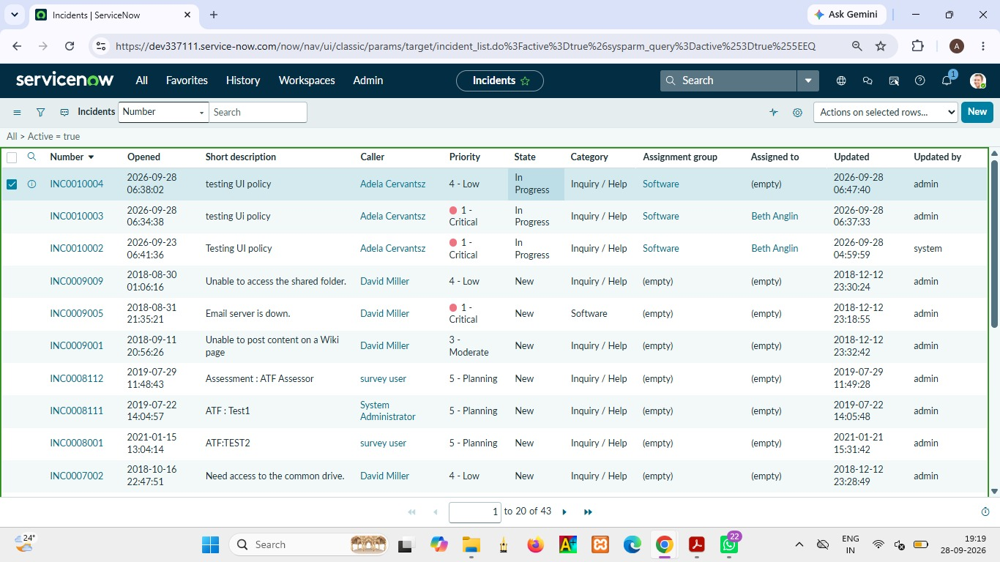 Incidents | ServiceNow
Ask Gemini
https://dev337111.service-now.com/now/nav/ui/classic/params/target/incident_list.do%3Factive%3Dtrue%26sysparm_query%3Dactive%253Dtrue%255EEQ
A
servicenow All Favorites History Workspaces Admin Incidents Search 1
Incidents Number Search Actions on selected rows... New
All > Active = true
Number Opened Short description Caller Priority State Category Assignment group Assigned to Updated Updated by
INC0010004 2026-09-28 06:38:02 testing UI policy Adela Cervantsz 4 - Low In Progress Inquiry / Help Software (empty) 2026-09-28 06:47:40 admin
INC0010003 2026-09-28 06:34:38 testing Ui policy Adela Cervantsz 1 - Critical In Progress Inquiry / Help Software Beth Anglin 2026-09-28 06:37:33 admin
INC0010002 2026-09-23 06:41:36 Testing UI policy Adela Cervantsz 1 - Critical In Progress Inquiry / Help Software Beth Anglin 2026-09-28 04:59:59 system
INC0009009 2018-08-30 01:06:16 Unable to access the shared folder. David Miller 4 - Low New Inquiry / Help (empty) (empty) 2018-12-12 23:30:24 admin
INC0009005 2018-08-31 21:35:21 Email server is down. David Miller 1 - Critical New Software (empty) (empty) 2018-12-12 23:18:55 admin
INC0009001 2018-09-11 20:56:26 Unable to post content on a Wiki page David Miller 3 - Moderate New Inquiry / Help (empty) (empty) 2018-12-12 23:32:42 admin
INC0008112 2019-07-29 11:48:43 Assessment : ATF Assessor survey user 5 - Planning New Inquiry / Help (empty) (empty) 2019-07-29 11:49:28 admin
INC0008111 2019-07-22 14:04:57 ATF : Test1 System Administrator 5 - Planning New Inquiry / Help (empty) (empty) 2019-07-22 14:05:48 admin
INC0008001 2021-01-15 13:04:14 ATF:TEST2 survey user 5 - Planning New Inquiry / Help (empty) (empty) 2021-01-21 15:31:42 admin
INC0007002 2018-10-16 22:47:51 Need access to the common drive. David Miller 4 - Low New Inquiry / Help (empty) (empty) 2018-12-12 23:28:49 admin
1 to 20 of 43
24° Search 22 ENG IN 19:19 28-09-2026